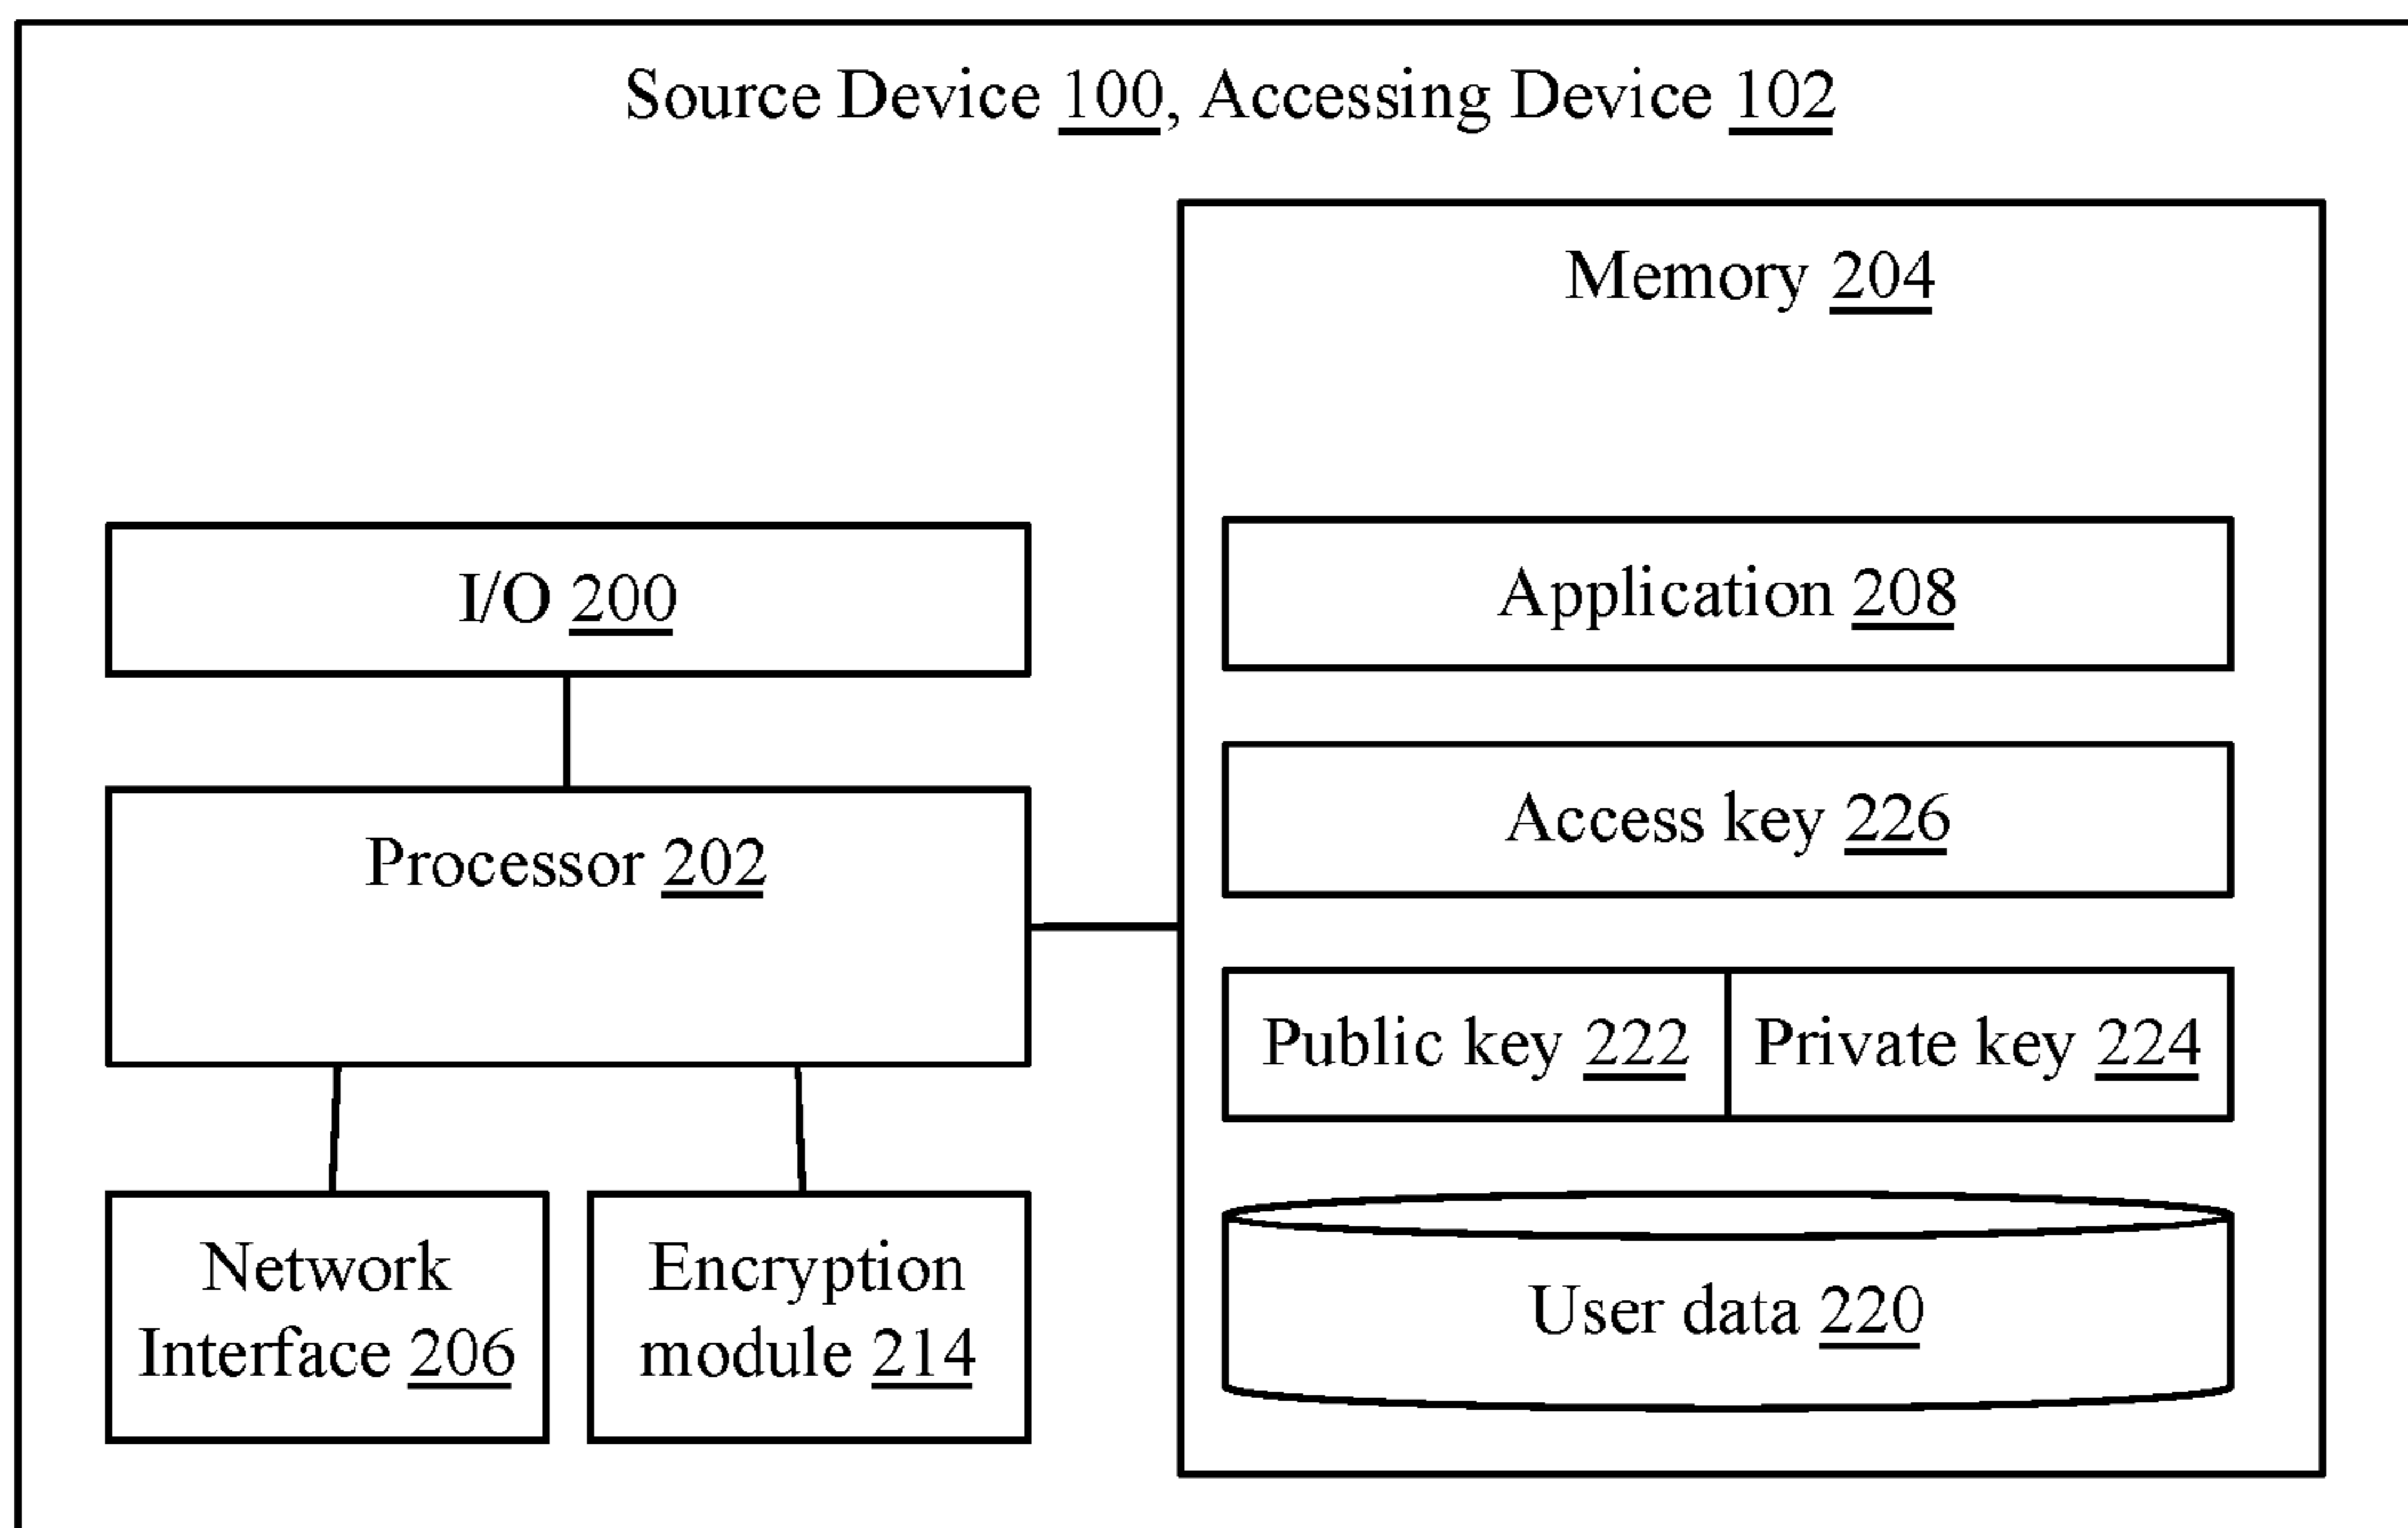 Source Device 100, Accessing Device 102
Memory 204
I/O 200
Application 208
Processor 202
Access key 226
Public key 222
Private key 224
Network
Interface 206
Encryption
module 214
User data 220